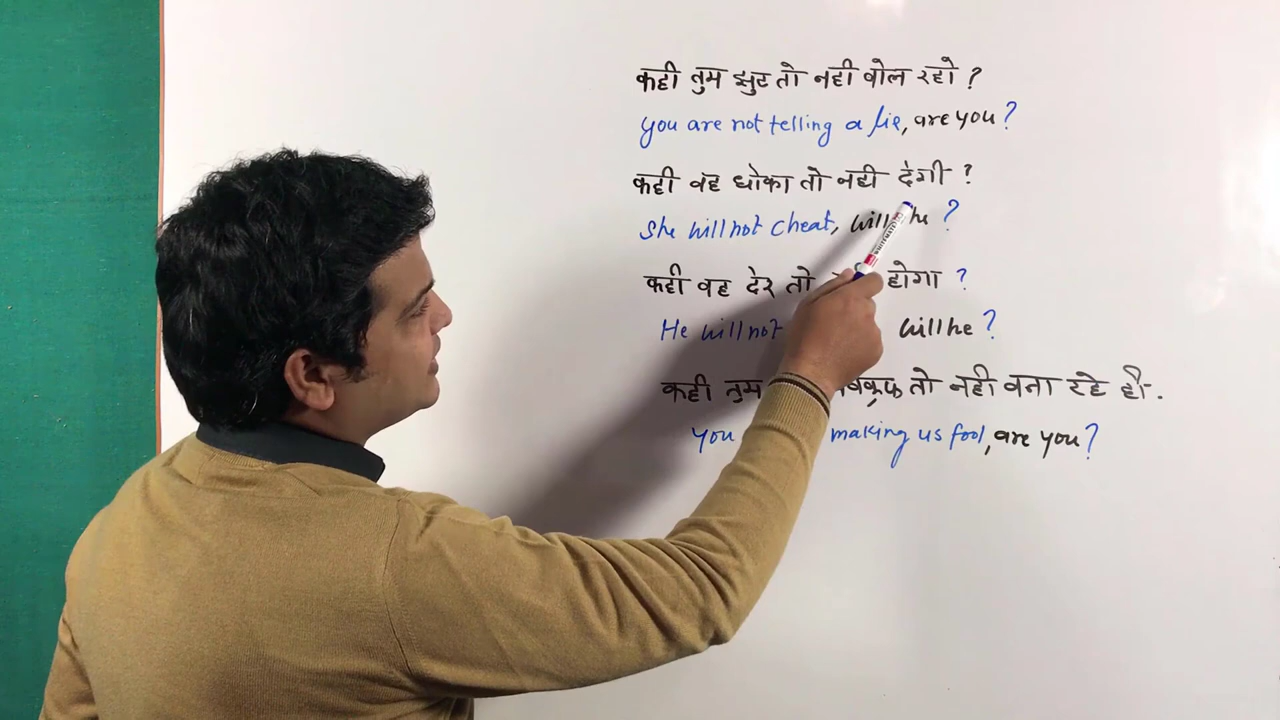 कही तुम झुट तो नही बोल रहो ?
you are not telling a lie, are you ?
कही वह धोका तो नही देगी ?
She will not cheat, will he ?
कही वह देर तो होगा ?
He will not will he ?
कही तुम तो नही बना रहे हो.
You making us fool, are you ?